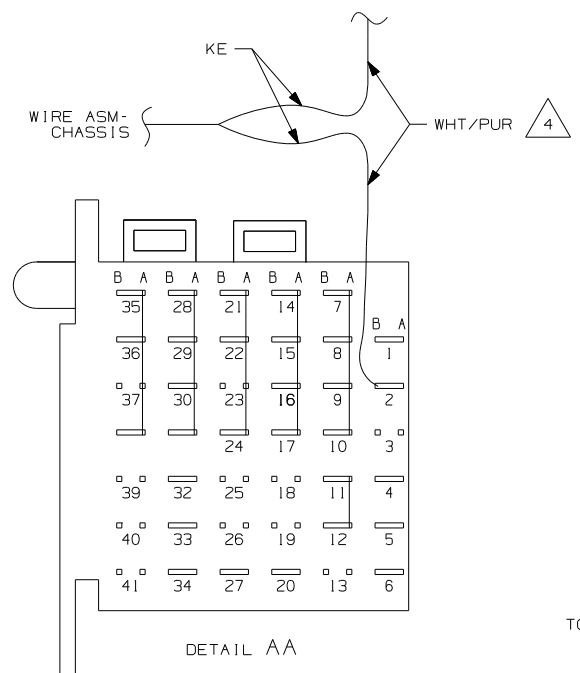 KE
WIRE ASM-
CHASSIS
WHT/PUR 4
B A B A B A B A B A
35 28 21 14 7
B A
36 29 22 15 8 1
37 30 23 16 9 2
24 17 10 3
39 32 25 18 11 4
40 33 26 19 12 5
41 34 27 20 13 6
TO
DETAIL AA